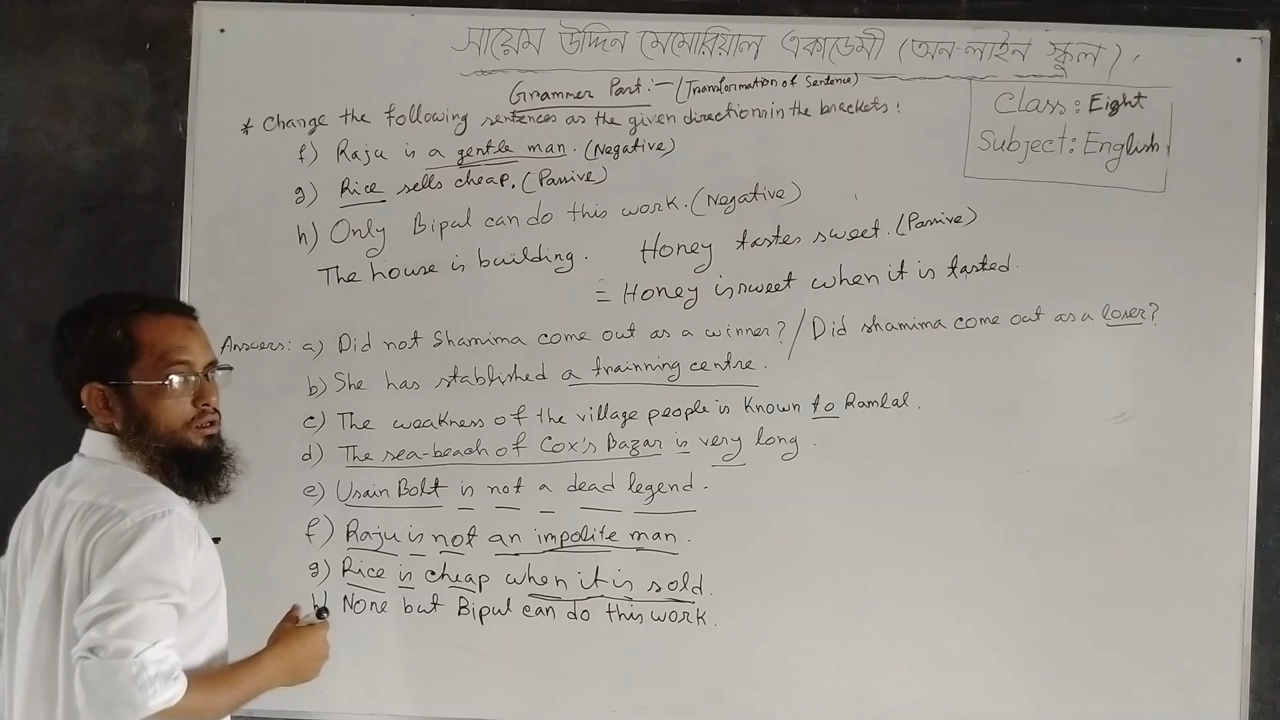 সায়েম উদ্দিন মেমোরিয়াল একাডেমী (অন-লাইন স্কুল)
Grammer Part:- (Transformation of Sentence)
Class: Eight
Subject: English
* Change the following sentences as the given directions in the brackets:
f) Raju is a gentle man. (Negative)
g) Rice sells cheap. (Passive)
h) Only Bipul can do this work. (Negative)
The house is building. Honey tastes sweet. (Passive)
= Honey is sweet when it is tasted.
Answers: a) Did not Shamima come out as a winner? / Did shamima come out as a loser?
b) She has stablished a trainning centre.
c) The weakness of the village people is known to Ramlal.
d) The sea-beach of Cox's Bazar is very long.
e) Usain Bolt is not a dead legend.
f) Raju is not an impolite man.
g) Rice is cheap when it is sold.
h) None but Bipul can do this work.